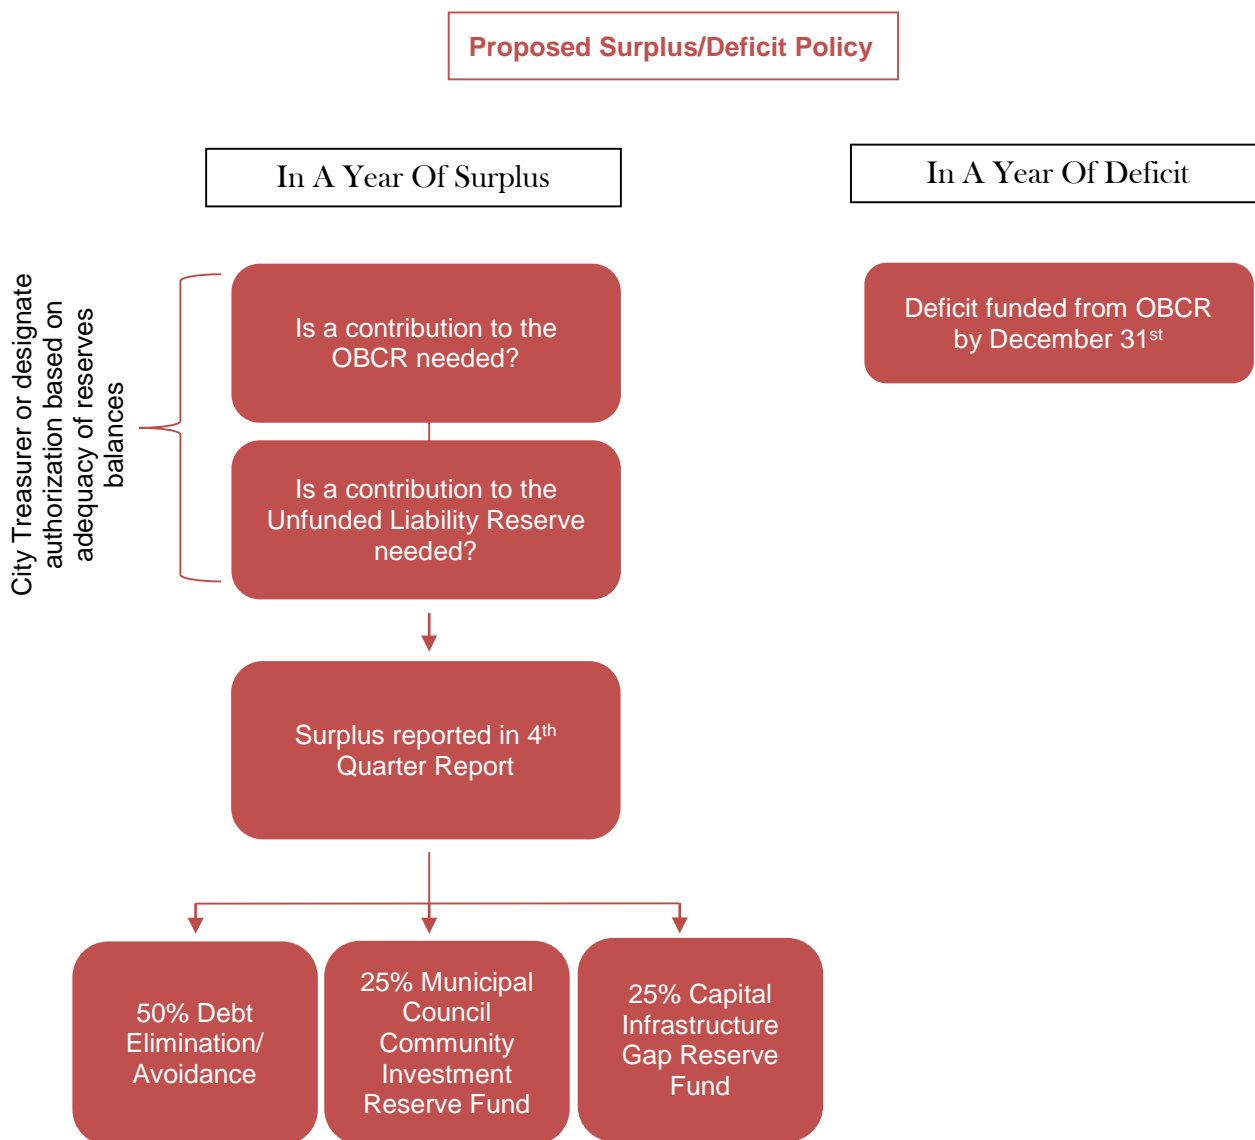 Proposed Surplus/Deficit Policy
In A Year Of Surplus
In A Year Of Deficit
City Treasurer or designate
authorization based on
adequacy of reserves
balances
Is a contribution to the
OBCR needed?
Deficit funded from OBCR
by December 31st
Is a contribution to the
Unfunded Liability Reserve
needed?
Surplus reported in 4th
Quarter Report
50% Debt
Elimination/
Avoidance
25% Municipal
Council
Community
Investment
Reserve Fund
25% Capital
Infrastructure
Gap Reserve
Fund